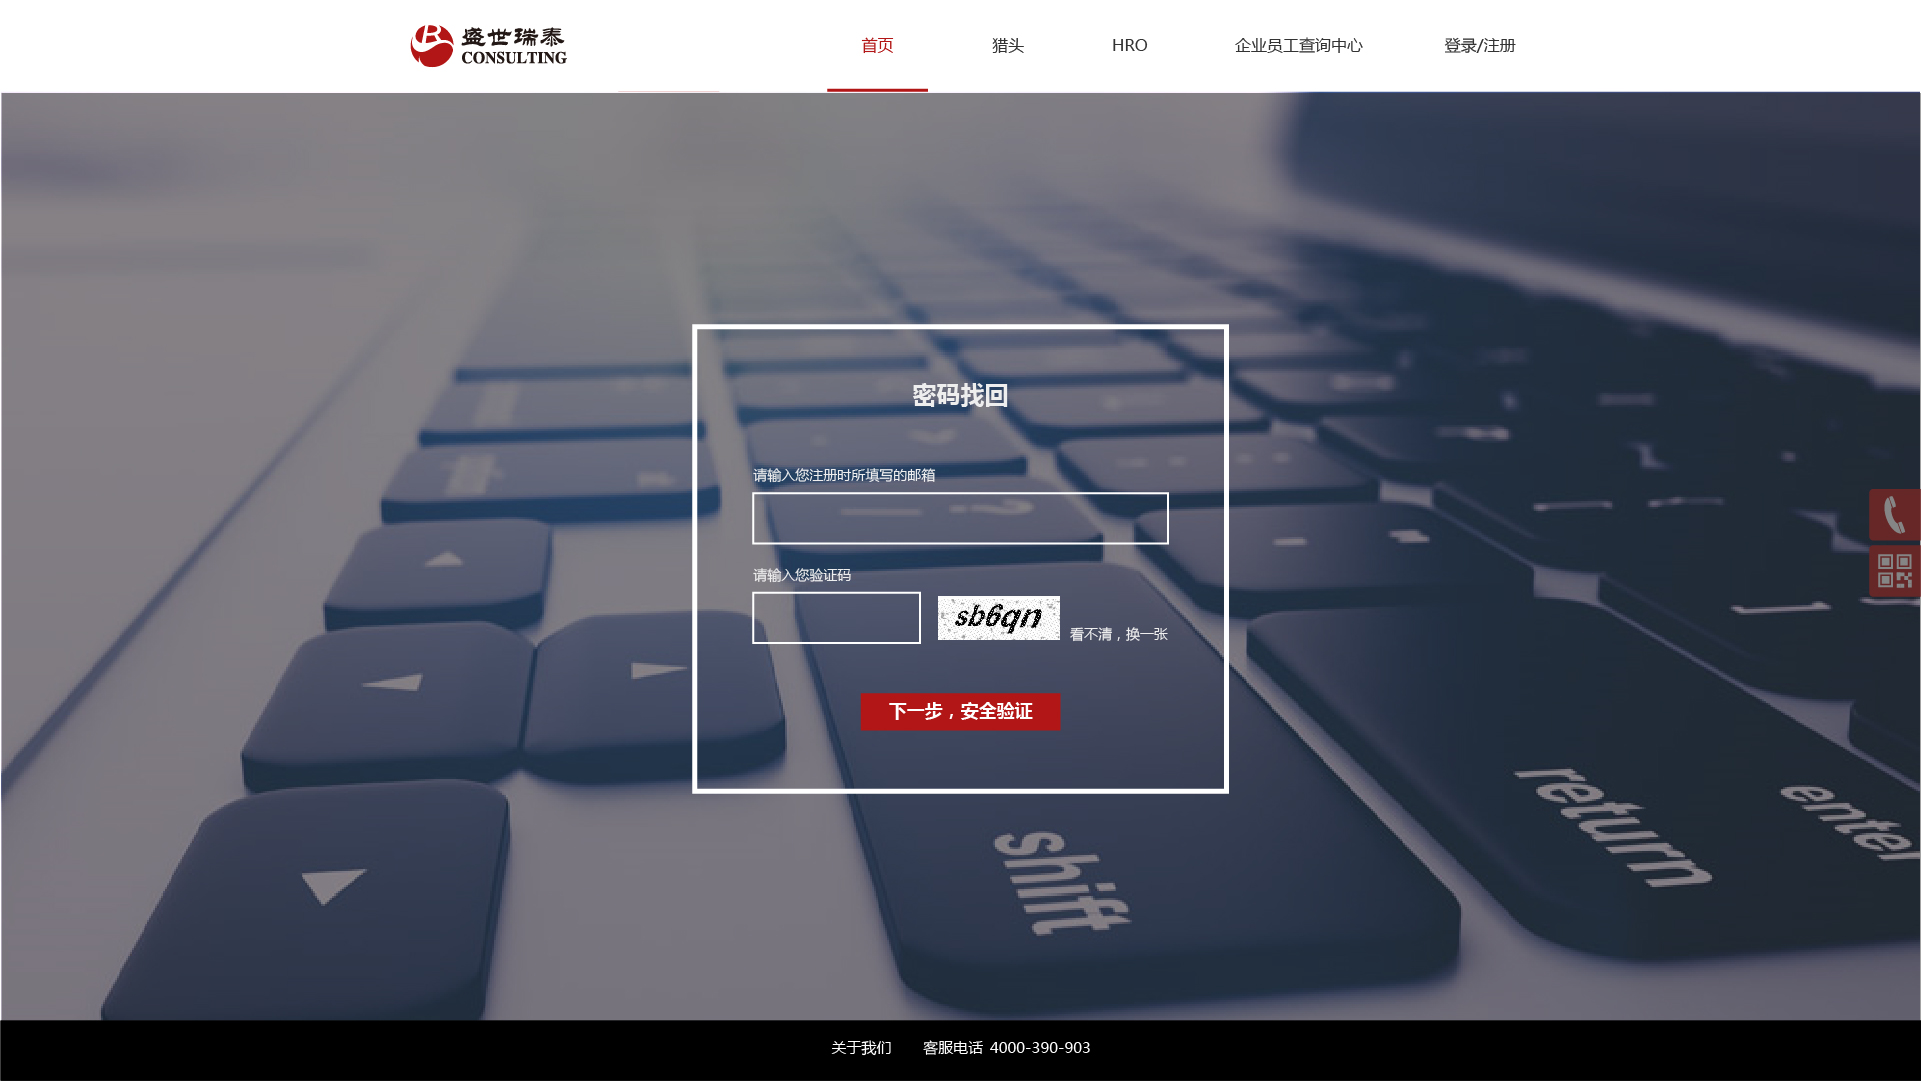 盛世瑞泰
CONSULTING
首页
猎头
HRO
企业员工查询中心
登录/注册
密码找回
请输入您注册时所填写的邮箱
请输入您验证码
sb6qn
看不清，换一张
下一步，安全验证
shift
return
enter
关于我们 客服电话 4000-390-903